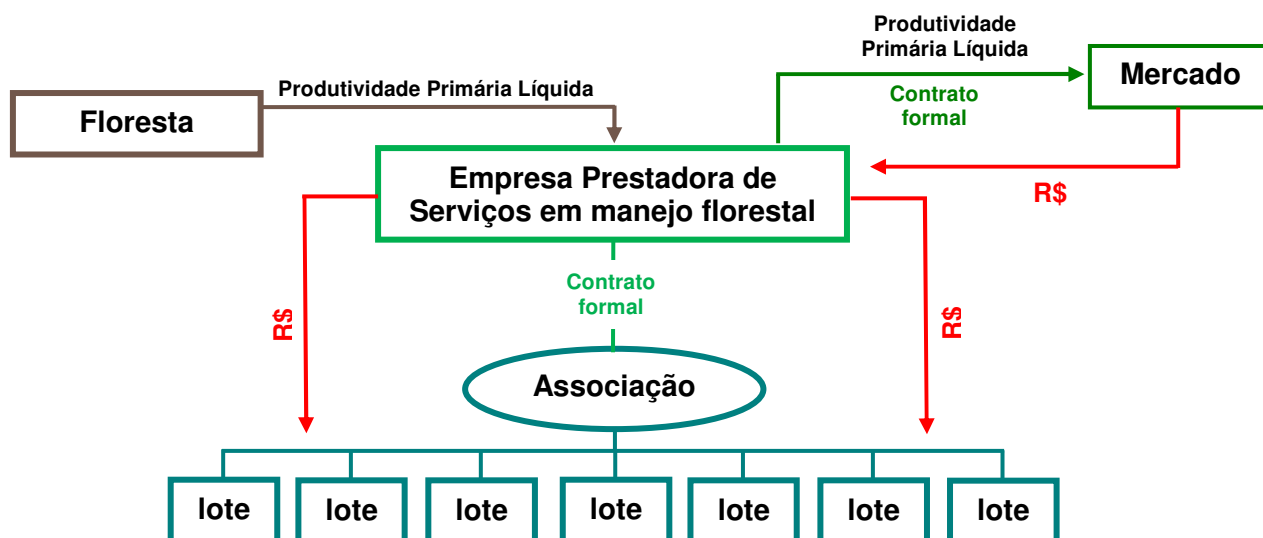 Produtividade
Primária Líquida
Mercado
Produtividade Primária Líquida
Floresta
Contrato
formal
Empresa Prestadora de
Serviços em manejo florestal
R$
Contrato
formal
R$
R$
Associação
lote lote lote lote lote lote lote